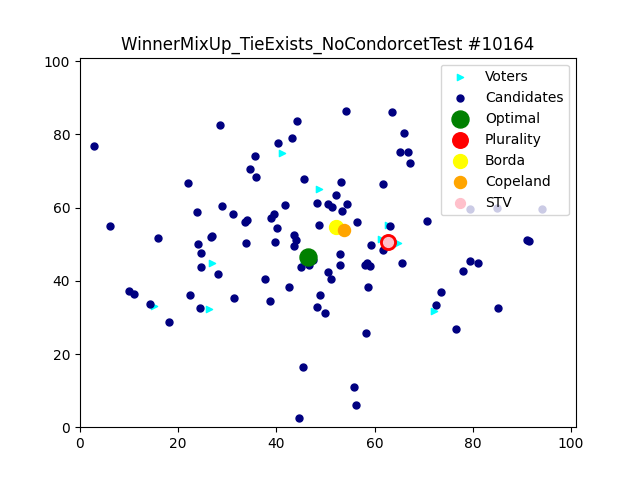 WinnerMixUp_TieExists_NoCondorcetTest #10164
100
80
60
40
20
0
0
20
40
60
80
100
Voters
Candidates
Optimal
Plurality
Borda
Copeland
STV